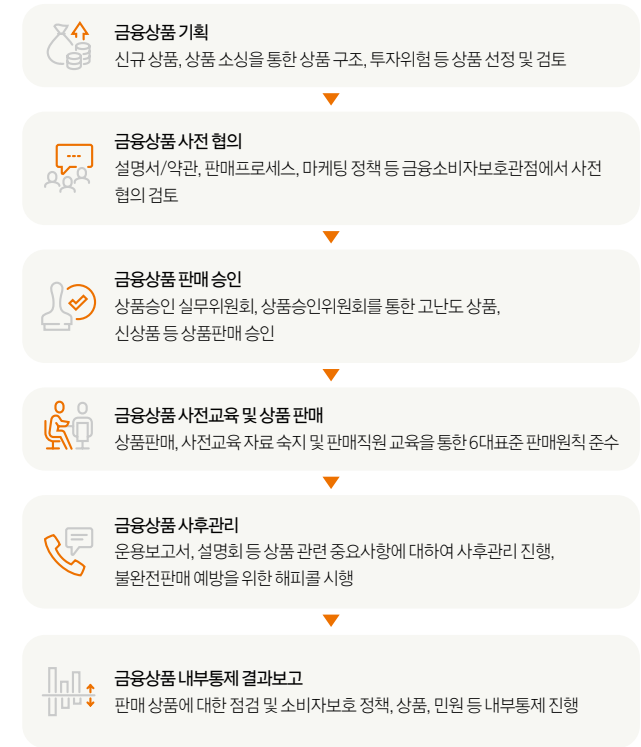 금융상품 기획
신규 상품, 상품 소싱을 통한 상품 구조, 투자위험 등 상품 선정 및 검토
금융상품 사전 협의
설명서/약관, 판매프로세스, 마케팅 정책 등 금융소비자보호관점에서 사전
협의 검토
금융상품 판매 승인
상품승인 실무위원회, 상품승인위원회를 통한 고난도 상품,
신상품 등 상품판매 승인
금융상품 사전교육 및 상품 판매
상품판매, 사전교육 자료 숙지 및 판매직원 교육을 통한 6대표준 판매원칙 준수
금융상품 사후관리
운용보고서, 설명회 등 상품 관련 중요사항에 대하여 사후관리 진행,
불완전판매 예방을 위한 해피콜 시행
금융상품 내부통제 결과보고
판매 상품에 대한 점검 및 소비자보호 정책, 상품, 민원 등 내부통제 진행